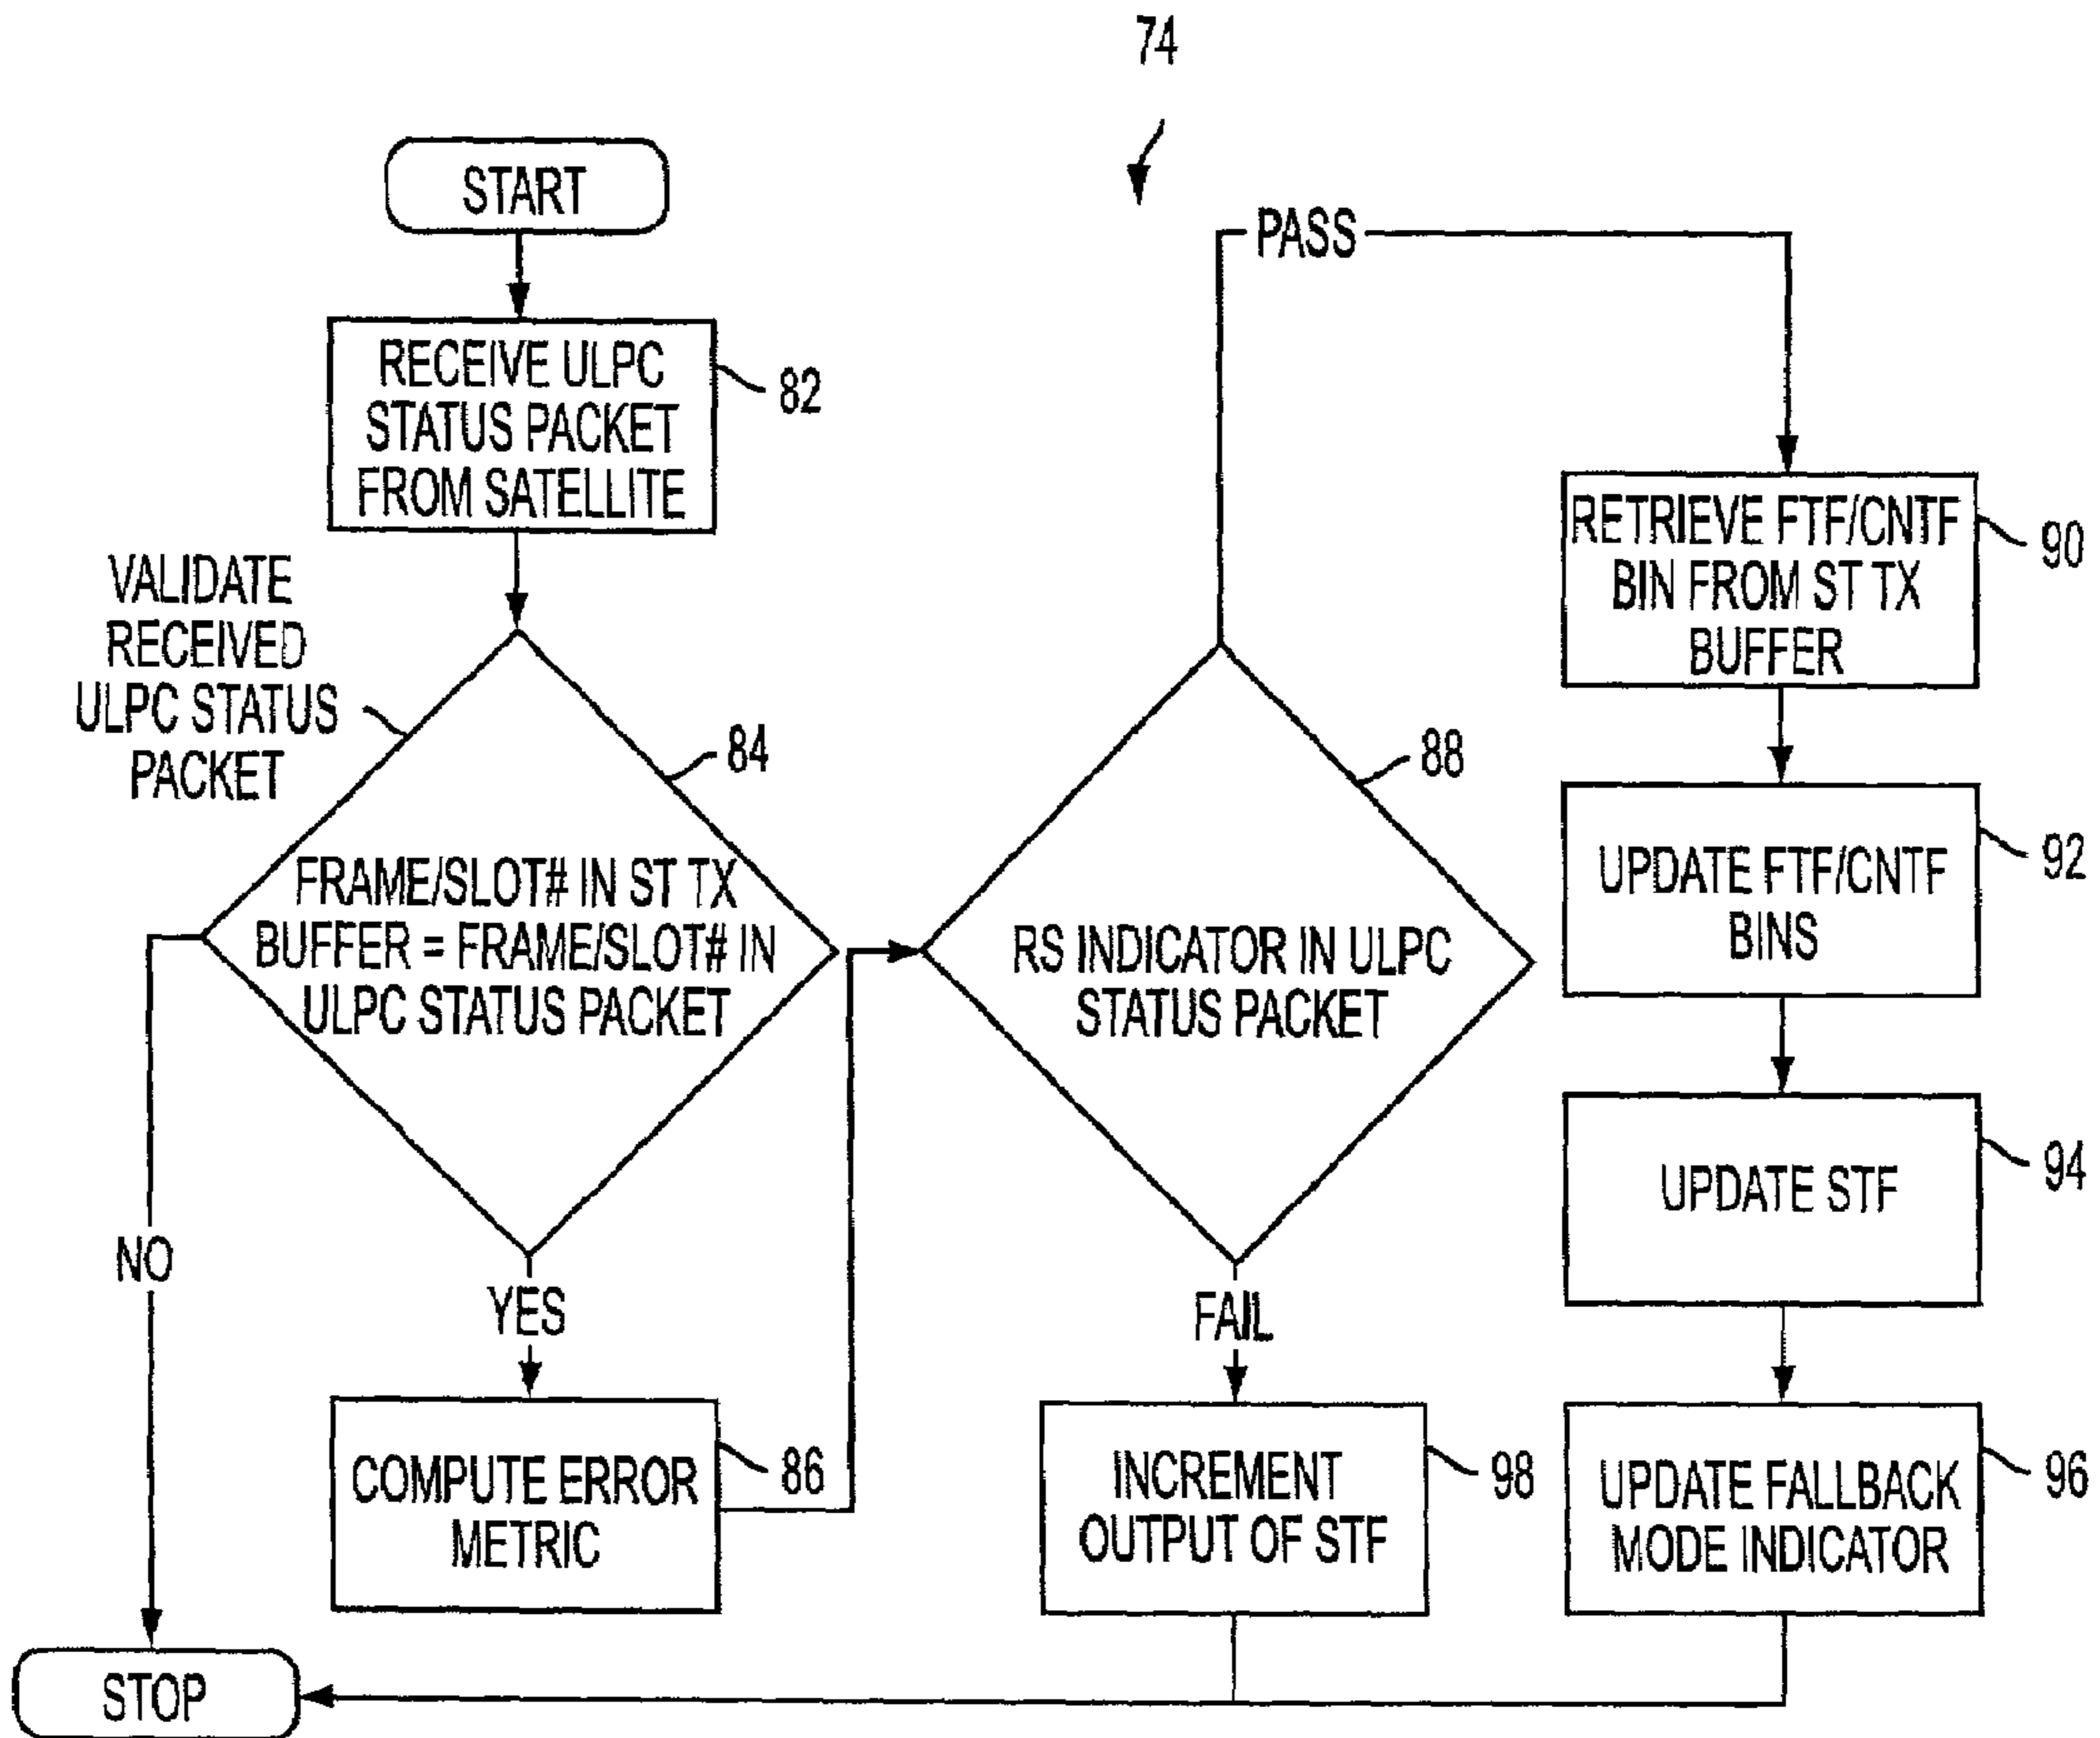 74
START
RECEIVE ULPC
STATUS PACKET
FROM SATELLITE
82
VALIDATE
RECEIVED
ULPC STATUS
PACKET
84
FRAME/SLOT# IN ST TX
BUFFER = FRAME/SLOT# IN
ULPC STATUS PACKET
NO
YES
COMPUTE ERROR
METRIC
86
STOP
PASS
88
RS INDICATOR IN ULPC
STATUS PACKET
FAIL
INCREMENT
OUTPUT OF STF
98
RETRIEVE FTF/CNTF
BIN FROM ST TX
BUFFER
90
UPDATE FTF/CNTF
BINS
92
UPDATE STF
94
UPDATE FALLBACK
MODE INDICATOR
96